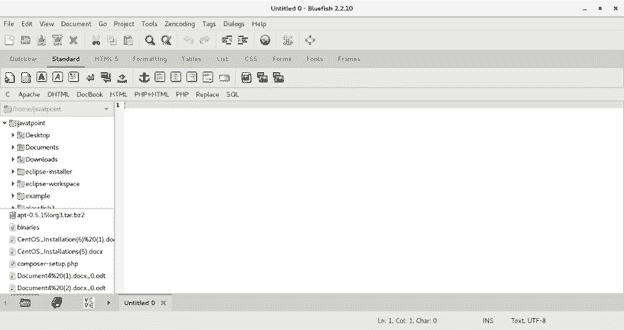 Untitled 0 - Bluefish 2.2.10
File Edit View Document Go Project Tools Zencoding Tags Dialogs Help
Quickbar Standard HTML 5 Formatting Tables List CSS Forms Fonts Frames
C Apache DHTML DocBook HTML PHP+HTML PHP Replace SQL
/home/javatpoint
1
javatpoint
Desktop
Documents
Downloads
eclipse-installer
eclipse-workspace
example
apt-0.5.15lorg3.tar.bz2
binaries
CentOS_Installation(6)%20(1).do
CentOS_Installations(5).docx
composer-setup.php
Document4%20(1).docx_0.odt
Document4%20(2).docx_0.odt
Untitled 0
Ln: 1, Col: 1, Char: 0 INS Text, UTF-8